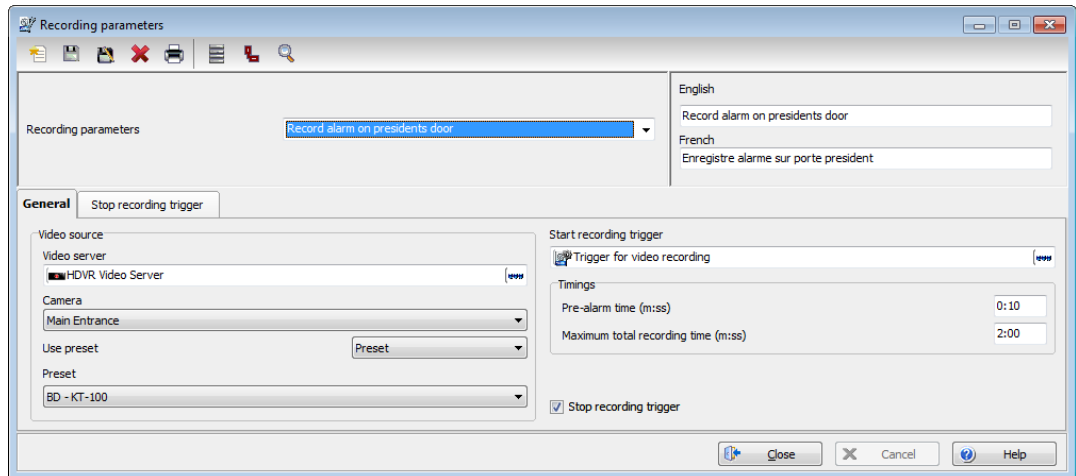 Recording parameters
Recording parameters
Record alarm on presidents door
English
Record alarm on presidents door
French
Enregistre alarme sur porte president
General
Stop recording trigger
Video source
Video server
HDVR Video Server
Camera
Main Entrance
Use preset
Preset
Preset
BD - KT-100
Start recording trigger
Trigger for video recording
Timings
Pre-alarm time (m:ss)
0:10
Maximum total recording time (m:ss)
2:00
Stop recording trigger
Close
Cancel
Help